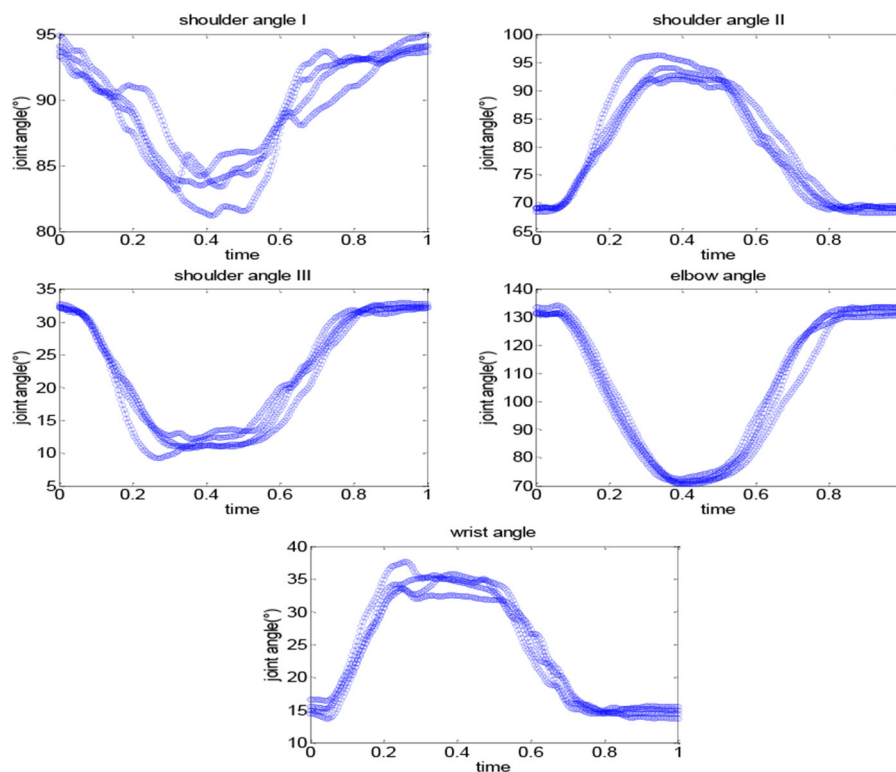 shoulder angle I
95
90
85
80
joint angle(°)
0 0.2 0.4 0.6 0.8 1
time
shoulder angle II
100
95
90
85
80
75
70
65
joint angle(°)
0 0.2 0.4 0.6 0.8
time
shoulder angle III
35
30
25
20
15
10
5
joint angle(°)
0 0.2 0.4 0.6 0.8 1
time
elbow angle
140
130
120
110
100
90
80
70
joint angle(°)
0 0.2 0.4 0.6 0.8
time
wrist angle
40
35
30
25
20
15
10
joint angle(°)
0 0.2 0.4 0.6 0.8 1
time